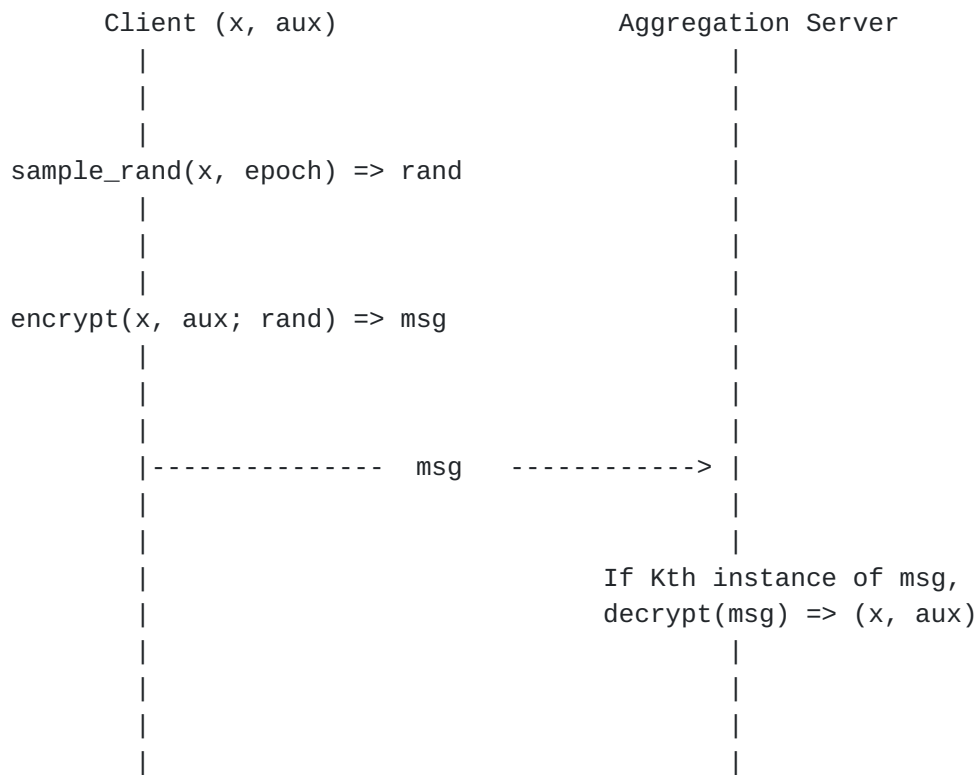 Client (x, aux) Aggregation Server
sample_rand(x, epoch) => rand
encrypt(x, aux; rand) => msg
--------------- msg ------------>
If Kth instance of msg,
decrypt(msg) => (x, aux)